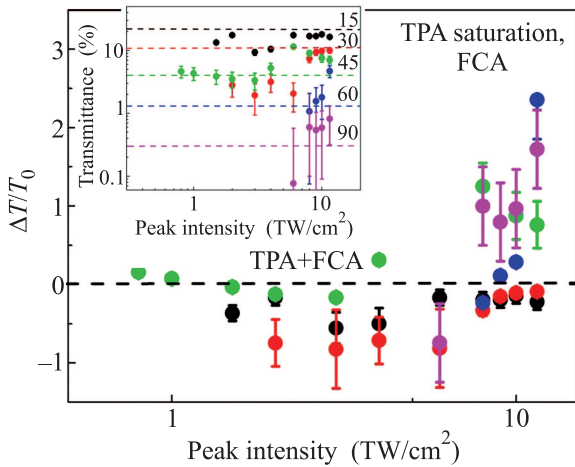 TPA saturation,
FCA
15
30
45
60
90
Transmittance (%)
10
1
0.1
1
10
Peak intensity (TW/cm²)
TPA+FCA
ΔT/T₀
3
2
1
0
−1
1
10
Peak intensity (TW/cm²)